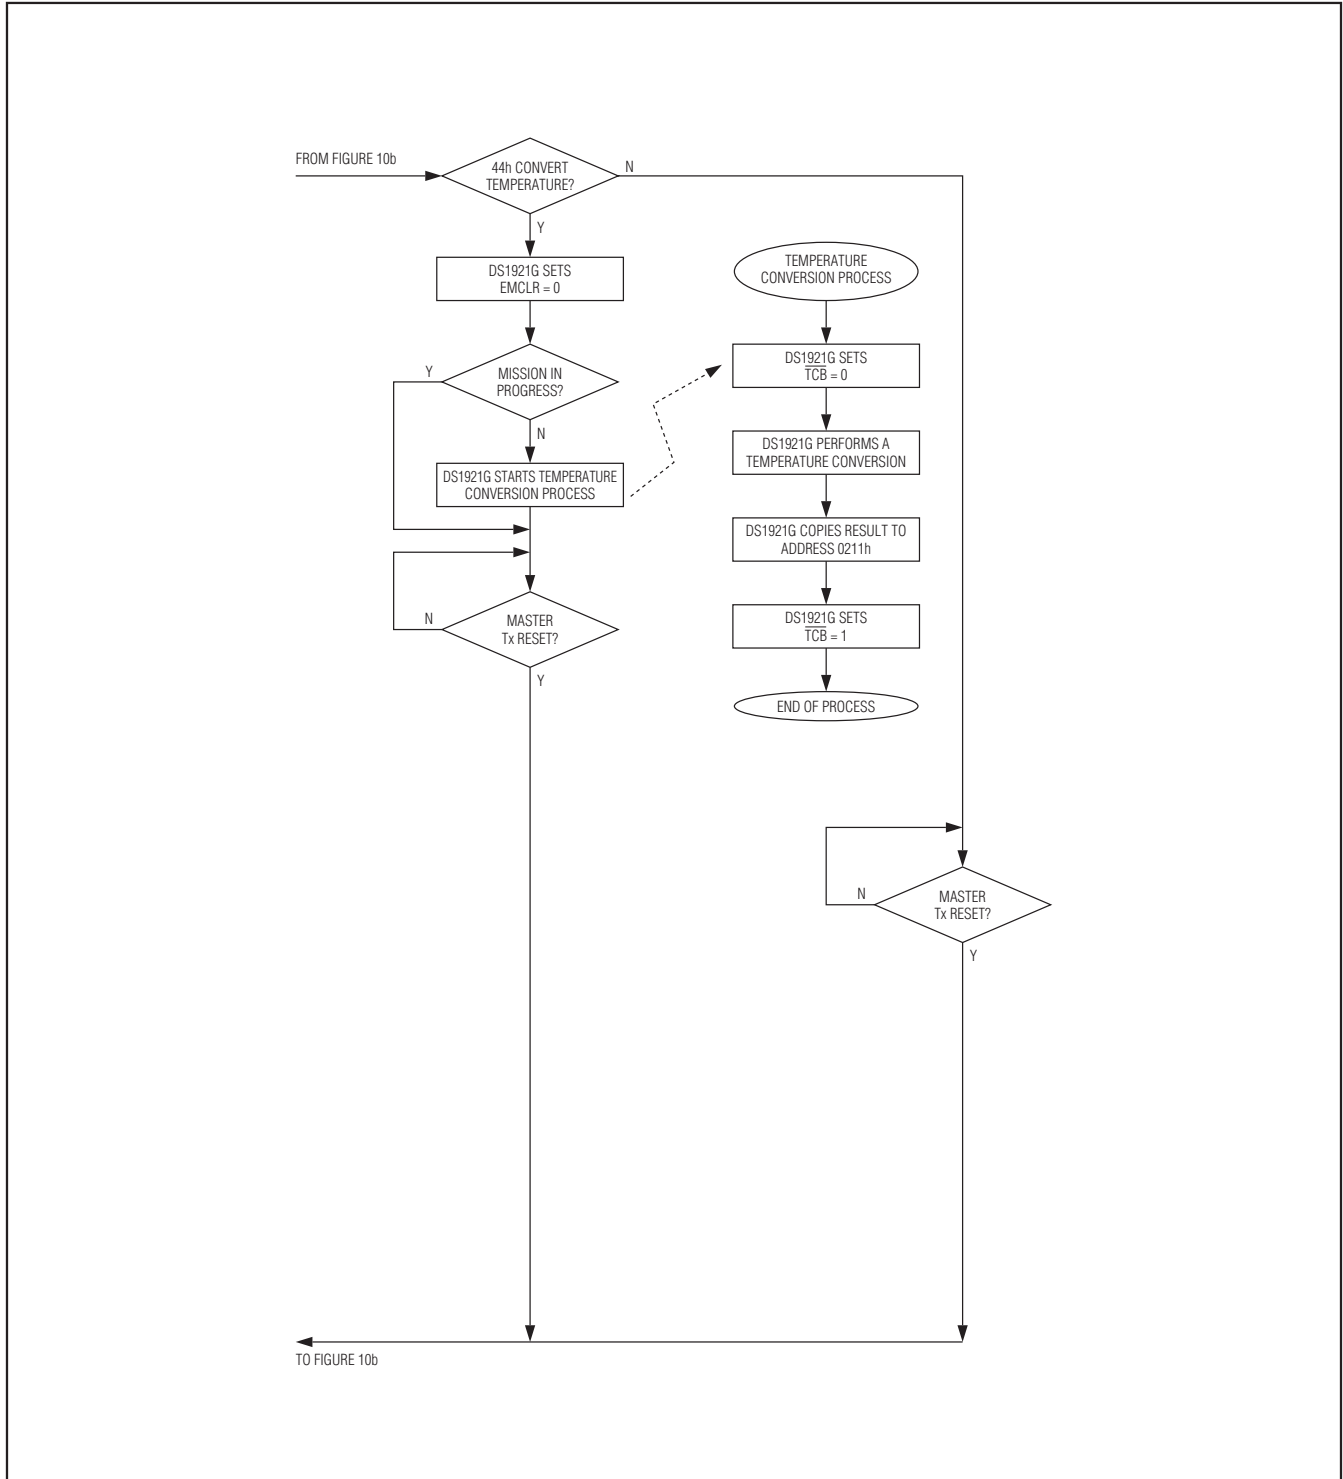 FROM FIGURE 10b
44h CONVERT
TEMPERATURE?
N
Y
DS1921G SETS
EMCLR = 0
MISSION IN
PROGRESS?
Y
N
DS1921G STARTS TEMPERATURE
CONVERSION PROCESS
MASTER
Tx RESET?
N
Y
TEMPERATURE
CONVERSION PROCESS
DS1921G SETS
T̅C̅B̅ = 0
DS1921G PERFORMS A
TEMPERATURE CONVERSION
DS1921G COPIES RESULT TO
ADDRESS 0211h
DS1921G SETS
T̅C̅B̅ = 1
END OF PROCESS
N
MASTER
Tx RESET?
Y
TO FIGURE 10b